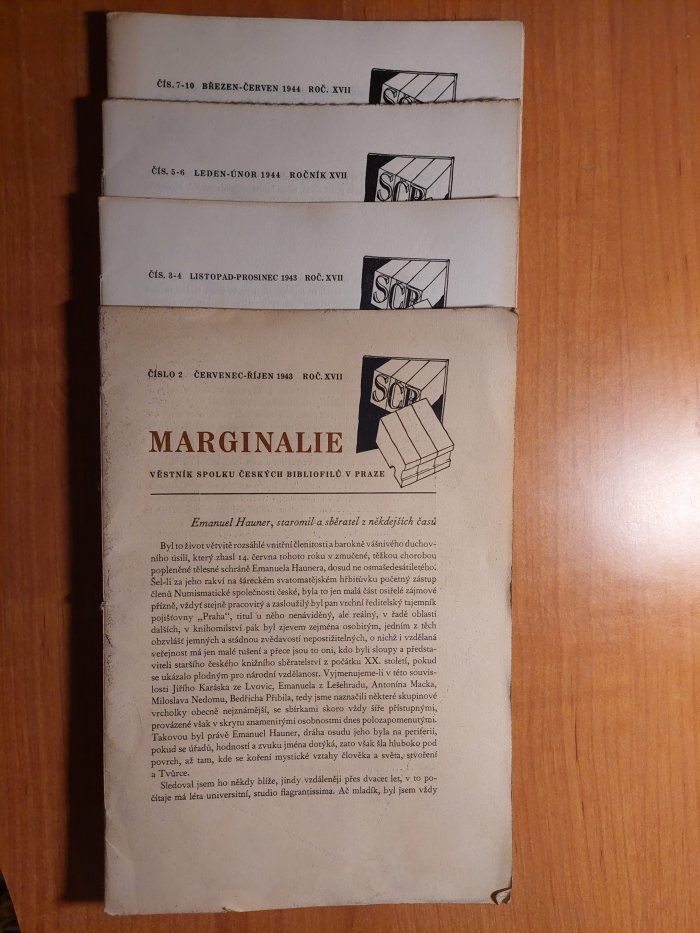 ČÍS. 7-10 BŘEZEN-ČERVEN 1944 ROČ. XVII
SCP
ČÍS. 5-6 LEDEN-ÚNOR 1944 ROČNÍK XVII
SCP
ČÍS. 3-4 LISTOPAD-PROSINEC 1943 ROČ. XVII
SCP
ČÍSLO 2 ČERVENEC-ŘÍJEN 1943 ROČ. XVII
SCP
MARGINALIE
VĚSTNÍK SPOLKU ČESKÝCH BIBLIOFILŮ V PRAZE
Emanuel Hauner, staromil a sběratel z někdejších časů
Byl to život větvitě rozsáhlé vnitřní členitosti a barokně vášnivého duchov-
ního úsilí, který zhasl 14. června tohoto roku v zmučené, těžkou chorobou
popleněné tělesné schráně Emanuela Haunera, dosud ne osmašedesátiletého.
Šel-li za jeho rakví na šáreckém svatomatějském hřbitůvku početný zástup
členů Numismatické společnosti české, byla to jen malá část osiřelé zájmové
přízně, vždyť stejně pracovitý a zasloužilý byl pan vrchní ředitelský tajemník
pojišťovny „Praha“, titul u něho nenáviděný, ale reálný, v řadě oblastí
dalších, v knihomilství pak byl zjevem zejména osobitým, jedním z těch
obzvlášť jemných a stádnou zvědavostí nepostižitelných, o nichž i vzdělaná
veřejnost má jen malé tušení a přece jsou to oni, kdo byli sloupy a představi-
viteli staršího českého knižního sběratelství z počátku XX. století, pokud
se ukázalo plodným pro národní vzdělanost. Vyjmenujeme-li v této souvis-
losti Jiřího Karáska ze Lvovic, Emanuela z Lešehradu, Antonína Macka,
Miloslava Nedomu, Bedřicha Přibila, tedy jsme naznačili některé skupinové
vrcholky obecně nejznámější, se sbírkami skoro vždy šíře přístupnými,
provázené však v skrytu znamenitými osobnostmi dnes polozapomenutými.
Takovou byl právě Emanuel Hauner, dráha osudu jeho byla na periferii,
pokud se úřadů, hodností a zvuku jména dotýká, zato však šla hluboko pod
povrch, až tam, kde se koření mystické vztahy člověka a světa, stvoření
a Tvůrce.
Sledoval jsem ho někdy blíže, jindy vzdáleněji přes dvacet let, v to po-
čítaje má léta universitní, studio flagrantissima. Ač mladík, byl jsem vždy